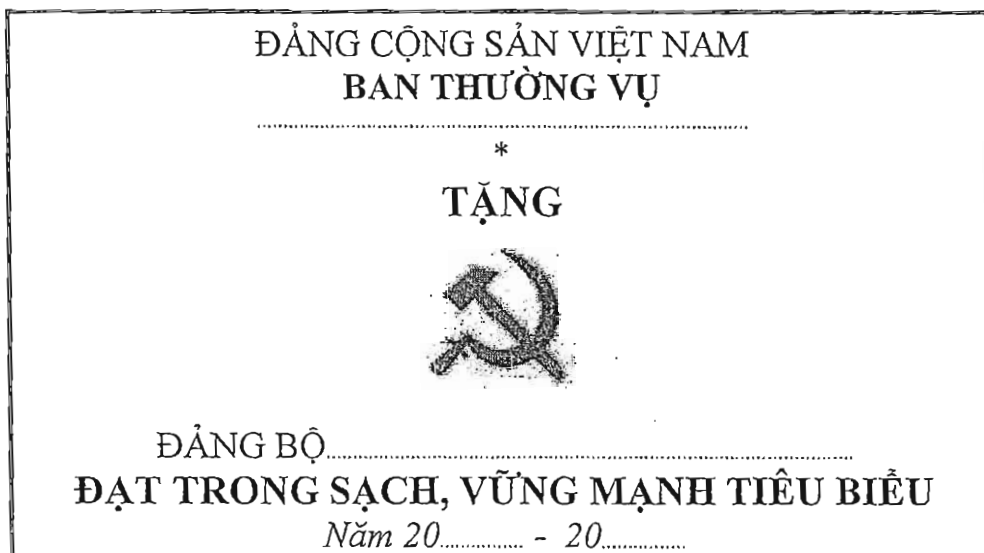 ĐẢNG CỘNG SẢN VIỆT NAM
BAN THƯỜNG VỤ
..............................
*
TẶNG
ĐẢNG BỘ..............................
ĐẠT TRONG SẠCH, VỮNG MẠNH TIÊU BIỂU
Năm 20.......... - 20..........